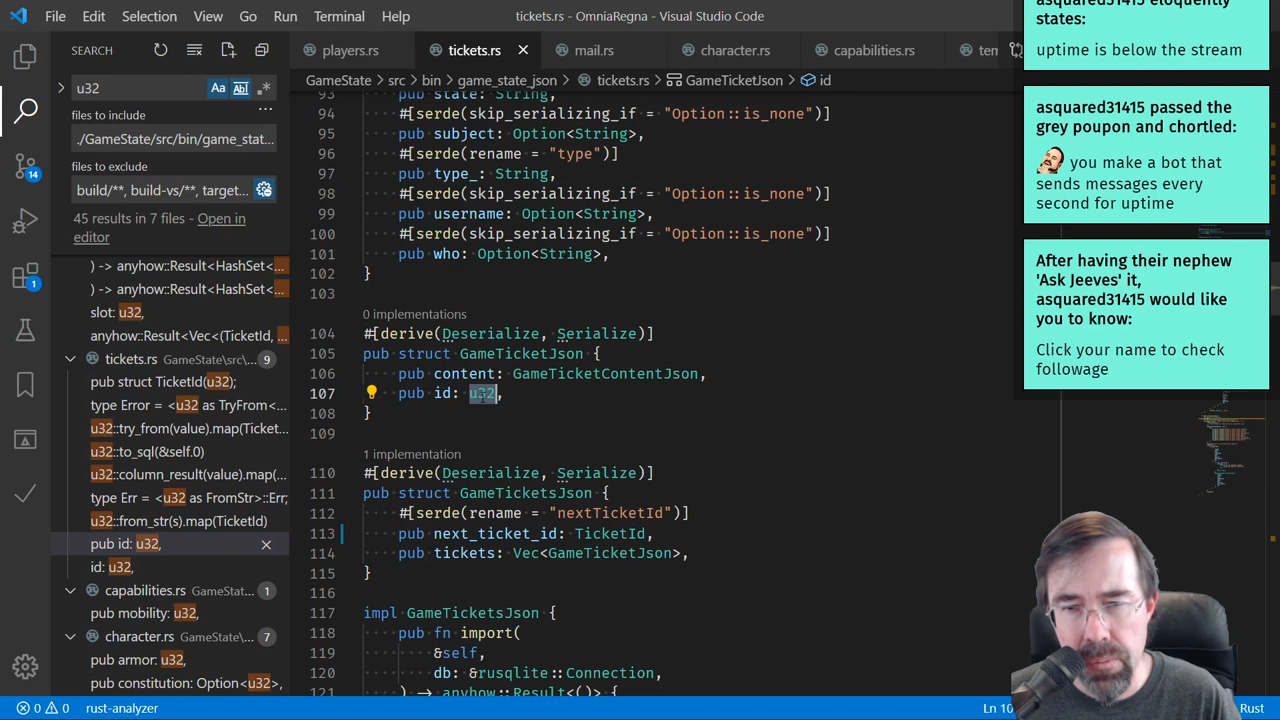 File Edit Selection View Go Run Terminal Help
tickets.rs - OmniaRegna - Visual Studio Code
SEARCH
u32
Aa
files to include
./GameState/src/bin/game_stat...
files to exclude
build/**, build-vs/**, target...
45 results in 7 files - Open in
editor
) -> anyhow::Result<HashSet<...
) -> anyhow::Result<HashSet<...
slot: u32,
anyhow::Result<Vec<(TicketId, ...
tickets.rs GameState\src\... 9
pub struct TicketId(u32);
type Error = <u32 as TryFrom<...
u32::try_from(value).map(Ticket...
u32::to_sql(&self.0)
u32::column_result(value).map(...
type Err = <u32 as FromStr>::Err;
u32::from_str(s).map(TicketId)
pub id: u32,
id: u32,
capabilities.rs GameSt... 1
pub mobility: u32,
character.rs GameState\... 7
pub armor: u32,
pub constitution: Option<u32>,
14
1
players.rs tickets.rs mail.rs character.rs capabilities.rs
GameState > src > bin > game_state_json > tickets.rs > GameTicketJson > id
93 pub state: String,
94 #[serde(skip_serializing_if = "Option::is_none")]
95 pub subject: Option<String>,
96 #[serde(rename = "type")]
97 pub type_: String,
98 #[serde(skip_serializing_if = "Option::is_none")]
99 pub username: Option<String>,
100 #[serde(skip_serializing_if = "Option::is_none")]
101 pub who: Option<String>,
102 }
103
0 implementations
104 #[derive(Deserialize, Serialize)]
105 pub struct GameTicketJson {
106 pub content: GameTicketContentJson,
107 pub id: u32,
108 }
109
1 implementation
110 #[derive(Deserialize, Serialize)]
111 pub struct GameTicketsJson {
112 #[serde(rename = "nextTicketId")]
113 pub next_ticket_id: TicketId,
114 pub tickets: Vec<GameTicketJson>,
115 }
116
117 impl GameTicketsJson {
118 pub fn import(
119 &self,
120 db: &rusqlite::Connection,
121 ) -> anyhow::Result<()> {
asquared31415 eloquently
states:
uptime is below the stream
asquared31415 passed the
grey poupon and chortled:
you make a bot that
sends messages every
second for uptime
After having their nephew
'Ask Jeeves' it,
asquared31415 would like
you to know:
Click your name to check
followage
0 0 rust-analyzer
Rust